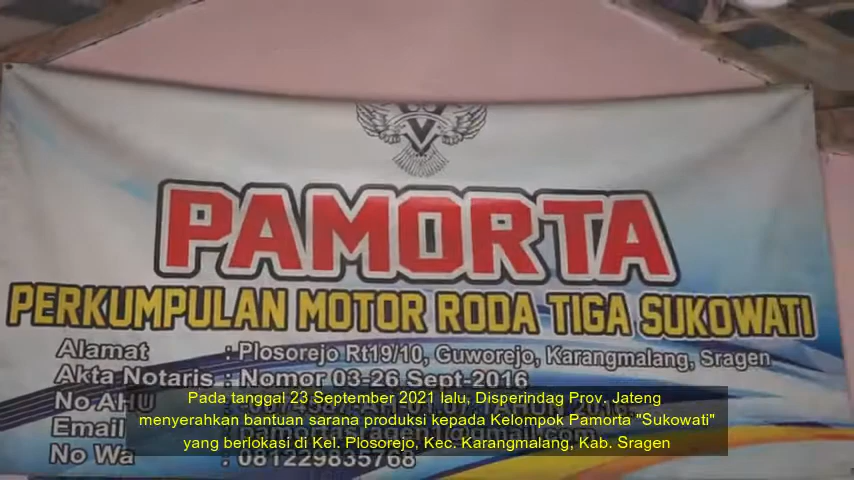 PAMORTA
PERKUMPULAN MOTOR RODA TIGA SUKOWATI
Alamat : Plosorejo Rt19/10, Guworejo, Karangmalang, Sragen
Akta Notaris : Nomor 03-26 Sept-2016
No AHU :
Email
No Wa : 081229835768
Pada tanggal 23 September 2021 lalu, Disperindag Prov. Jateng
menyerahkan bantuan sarana produksi kepada Kelompok Pamorta "Sukowati"
yang berlokasi di Kel. Plosorejo, Kec. Karangmalang, Kab. Sragen